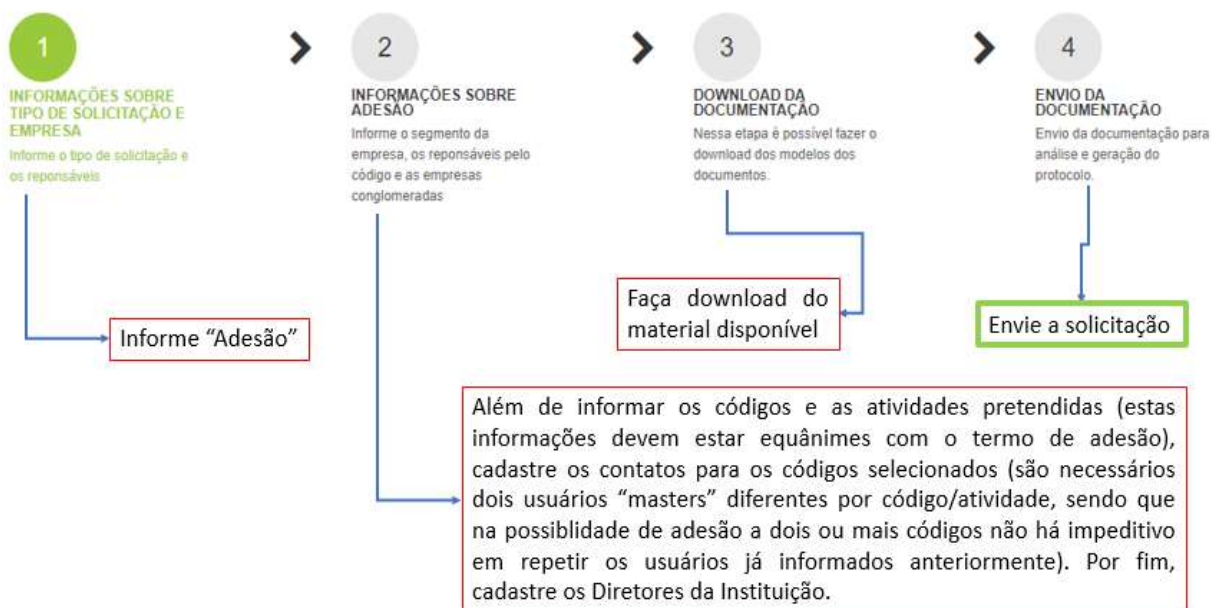 1
INFORMAÇÕES SOBRE
TIPO DE SOLICITAÇÃO E
EMPRESA
Informe o tipo de solicitação e
os reponsáveis
2
INFORMAÇÕES SOBRE
ADESÃO
Informe o segmento da
empresa, os reponsáveis pelo
código e as empresas
conglomeradas
3
DOWNLOAD DA
DOCUMENTAÇÃO
Nessa etapa é possível fazer o
download dos modelos dos
documentos.
4
ENVIO DA
DOCUMENTAÇÃO
Envio da documentação para
análise e geração do
protocolo.
Informe “Adesão”
Faça download do
material disponível
Envie a solicitação
Além de informar os códigos e as atividades pretendidas (estas
informações devem estar equânimes com o termo de adesão),
cadastre os contatos para os códigos selecionados (são necessários
dois usuários “masters” diferentes por código/atividade, sendo que
na possiblidade de adesão a dois ou mais códigos não há impeditivo
em repetir os usuários já informados anteriormente). Por fim,
cadastre os Diretores da Instituição.